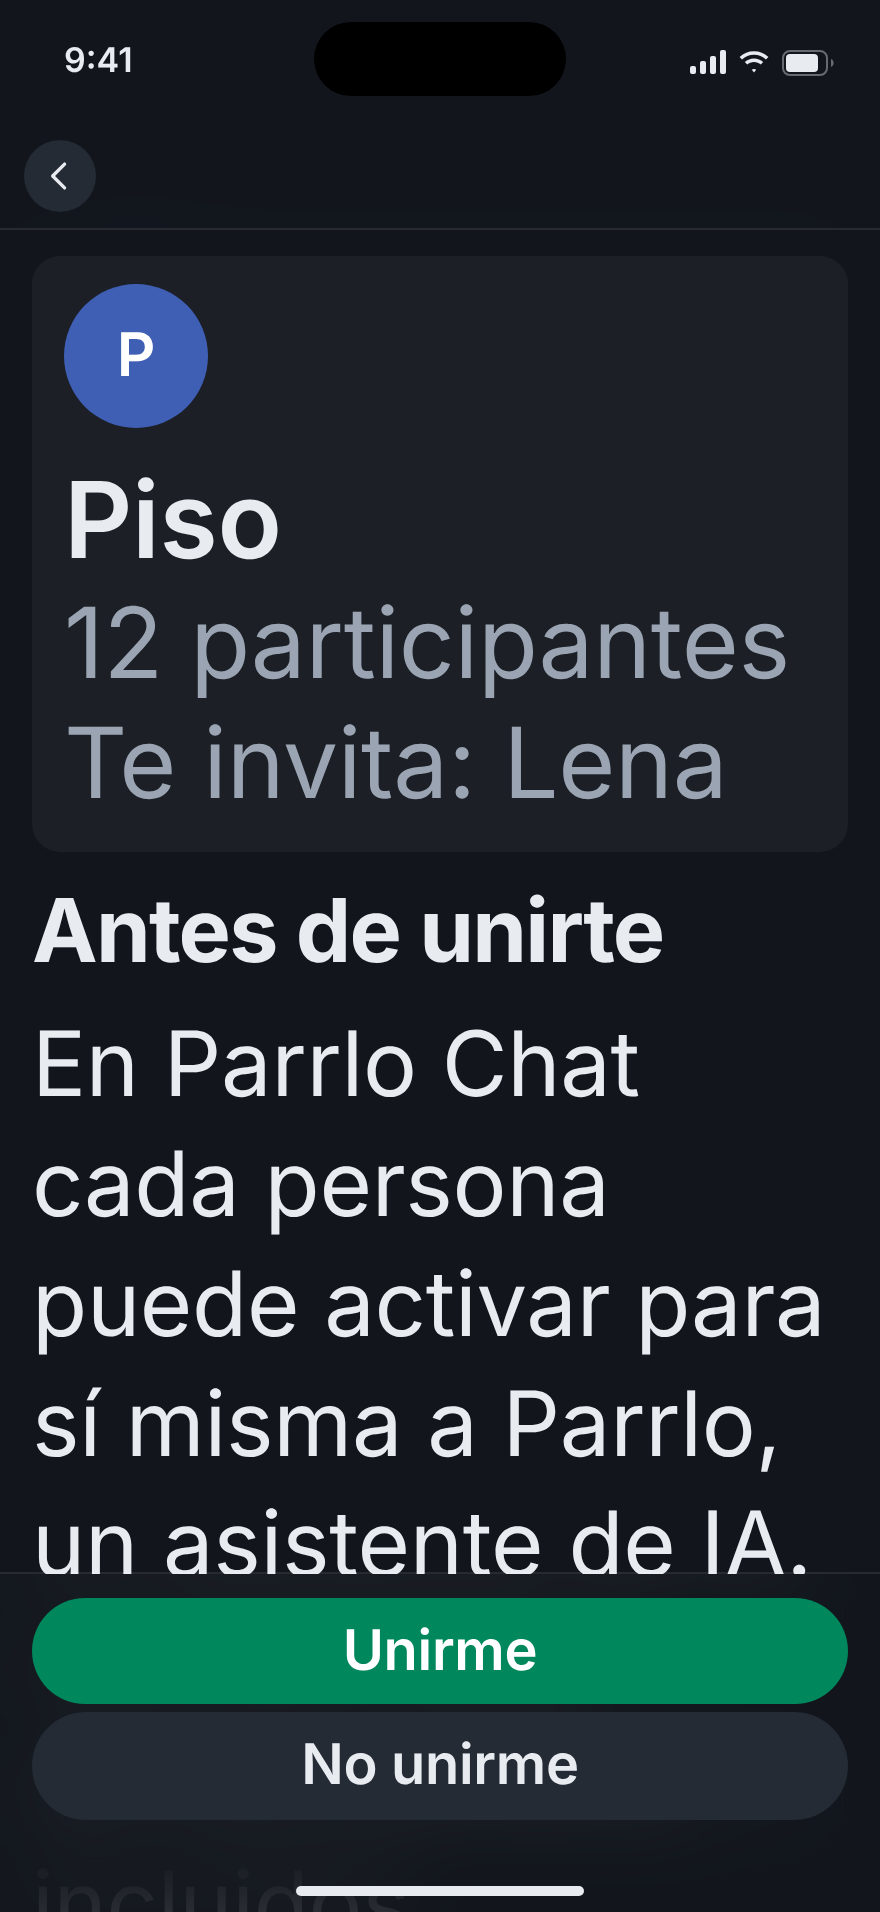 9:41
P
Piso
12 participantes
Te invita: Lena
Antes de unirte
En Parrlo Chat
cada persona
puede activar para
sí misma a Parrlo,
un asistente de IA.
Unirme
No unirme
incluidos